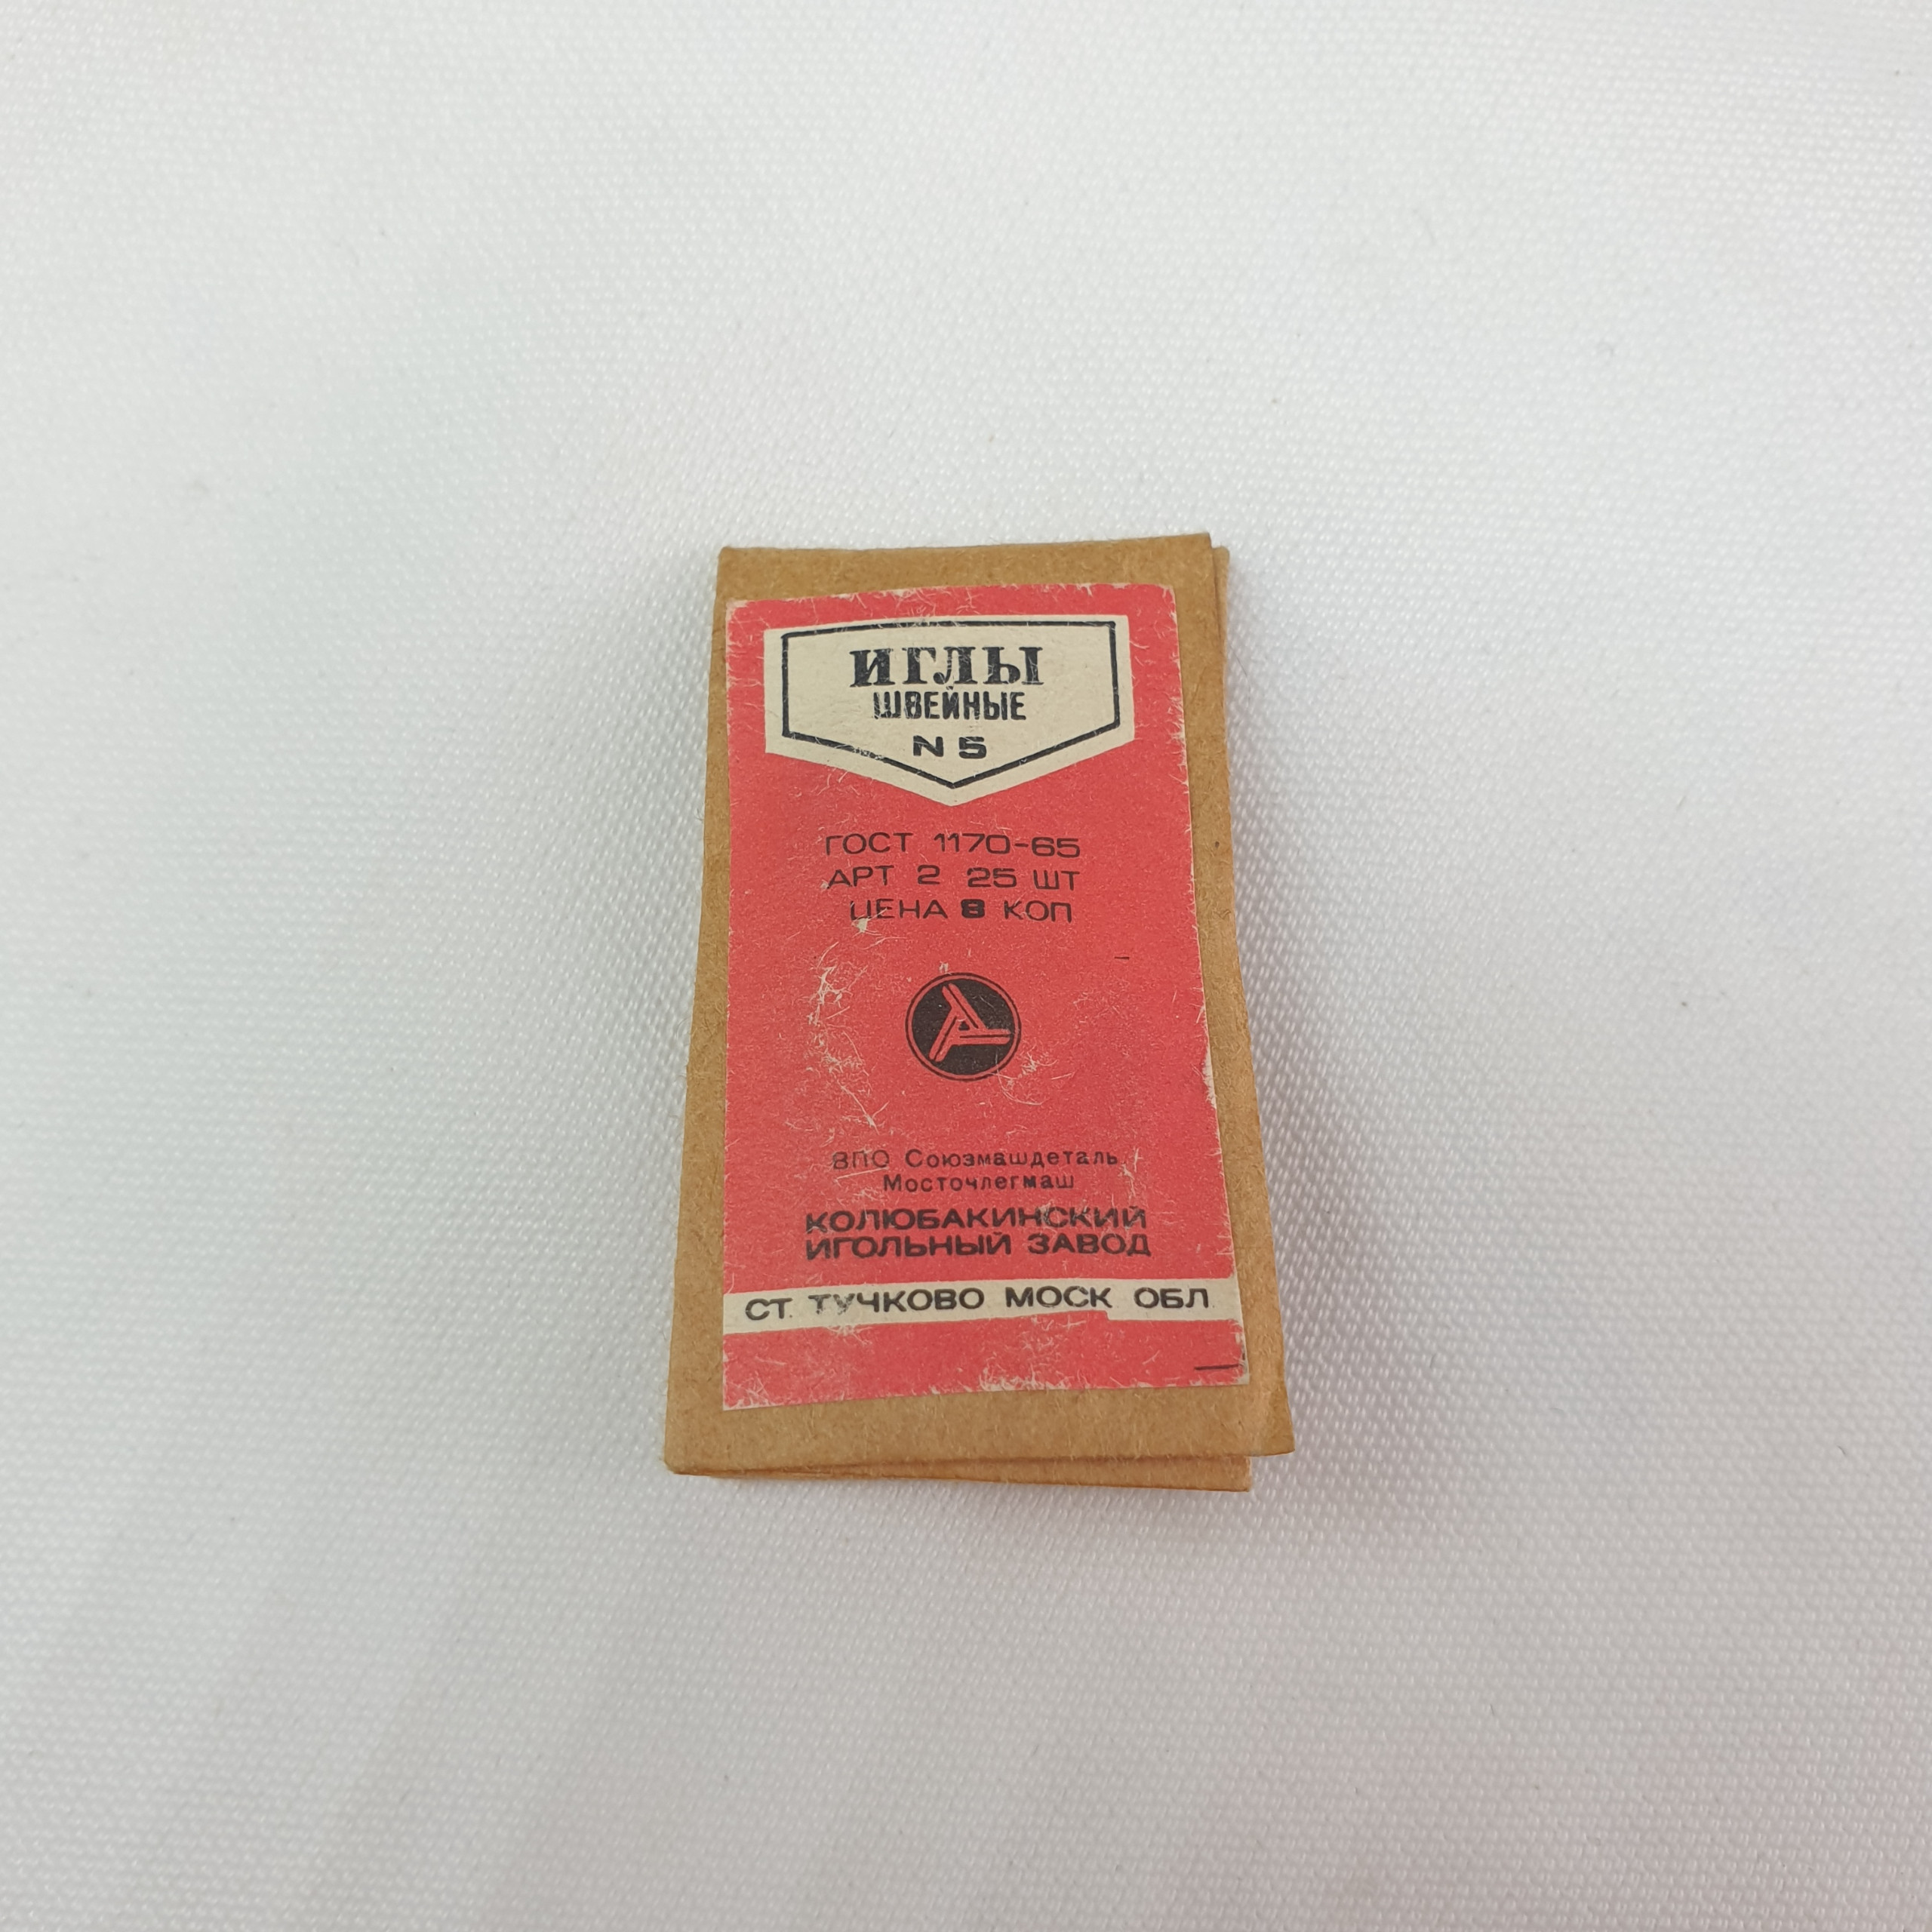 ИГЛЫ
ШВЕЙНЫЕ
N 5
ГОСТ 1170-65
АРТ 2 25 ШТ
ЦЕНА 8 КОП
ВПО Союзмашдеталь
Мосточлегмаш
КОЛЮБАКИНСКИЙ
ИГОЛЬНЫЙ ЗАВОД
СТ. ТУЧКОВО МОСК ОБЛ